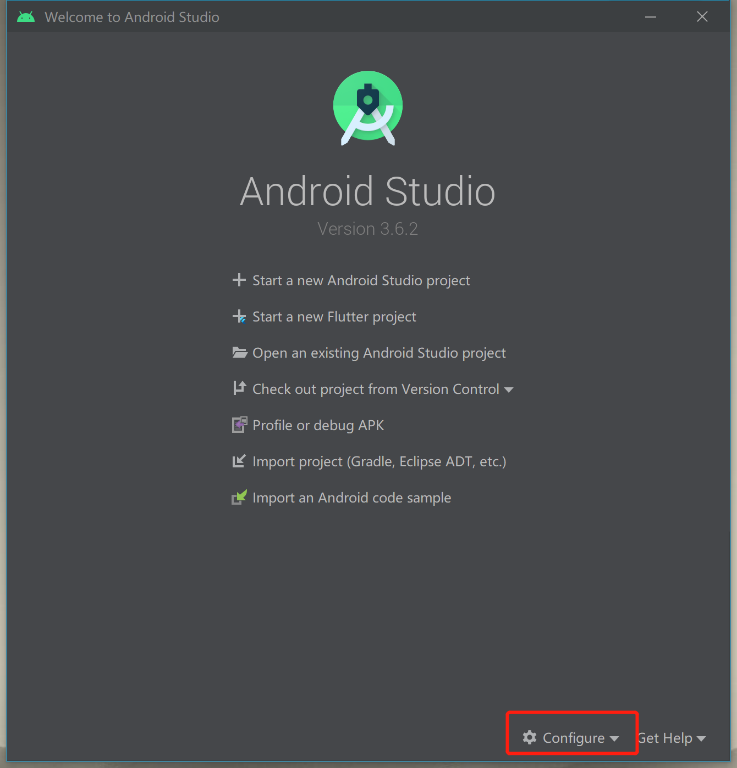 Welcome to Android Studio
Android Studio
Version 3.6.2
Start a new Android Studio project
Start a new Flutter project
Open an existing Android Studio project
Check out project from Version Control
Profile or debug APK
Import project (Gradle, Eclipse ADT, etc.)
Import an Android code sample
Configure Get Help